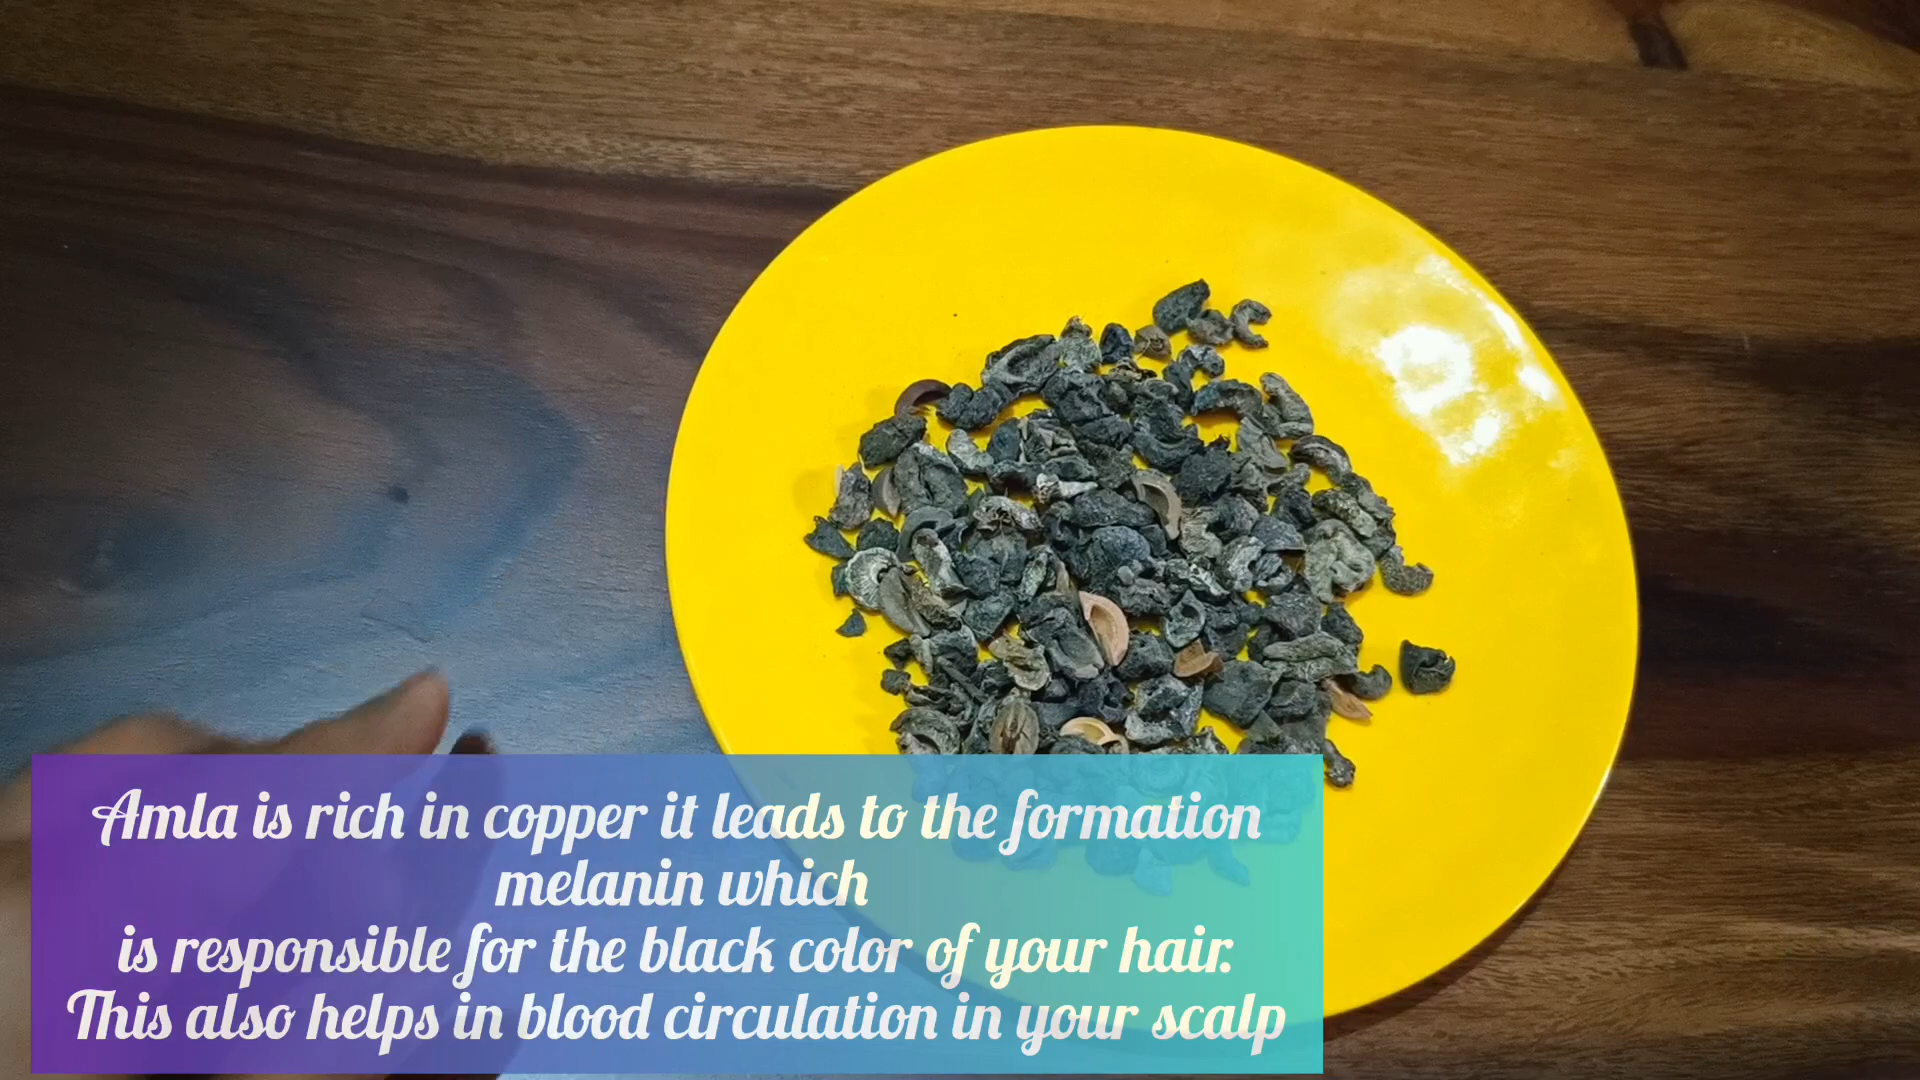 Amla is rich in copper it leads to the formation
melanin which
is responsible for the black color of your hair.
This also helps in blood circulation in your scalp